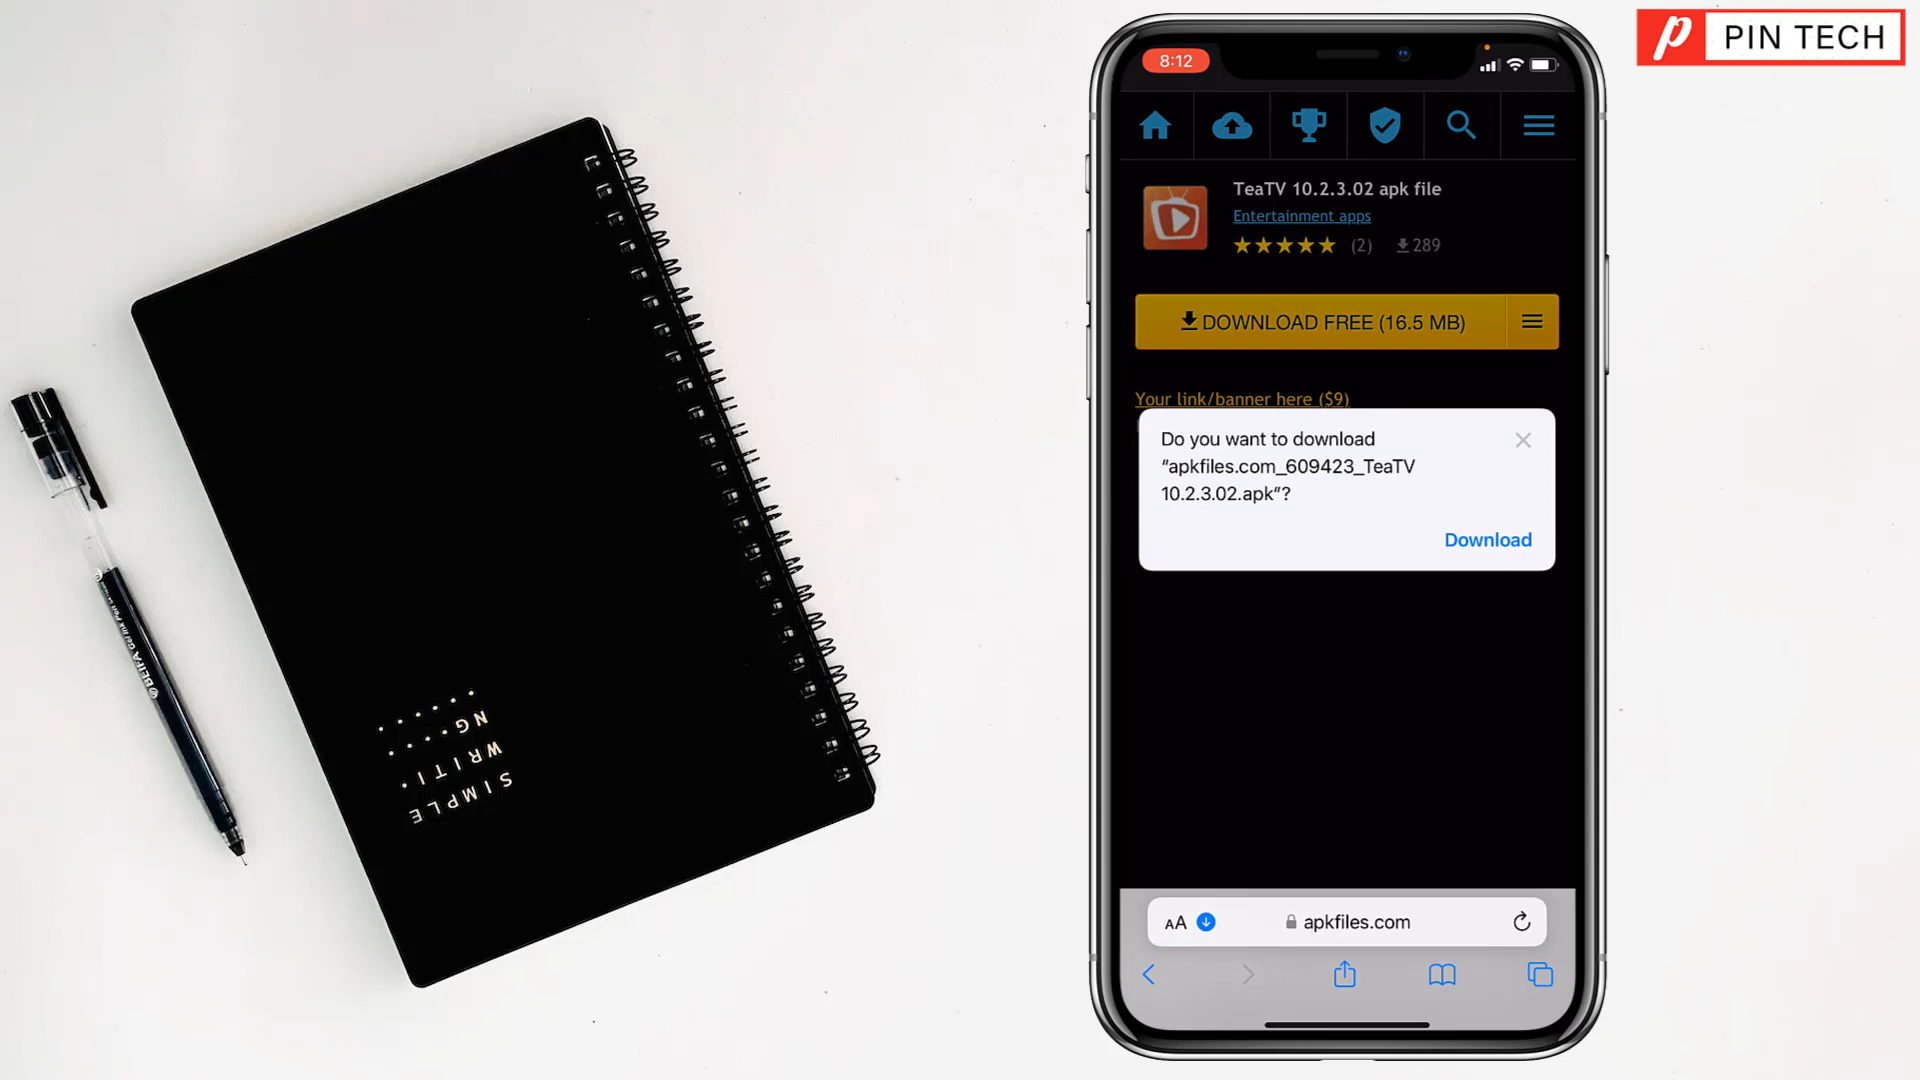 PIN TECH
8:12
TeaTV 10.2.3.02 apk file
Entertainment apps
(2) 289
DOWNLOAD FREE (16.5 MB)
Your link/banner here ($9)
Do you want to download
“apkfiles.com_609423_TeaTV
10.2.3.02.apk”?
Download
AA apkfiles.com
SIMPLE
WRITI
NG